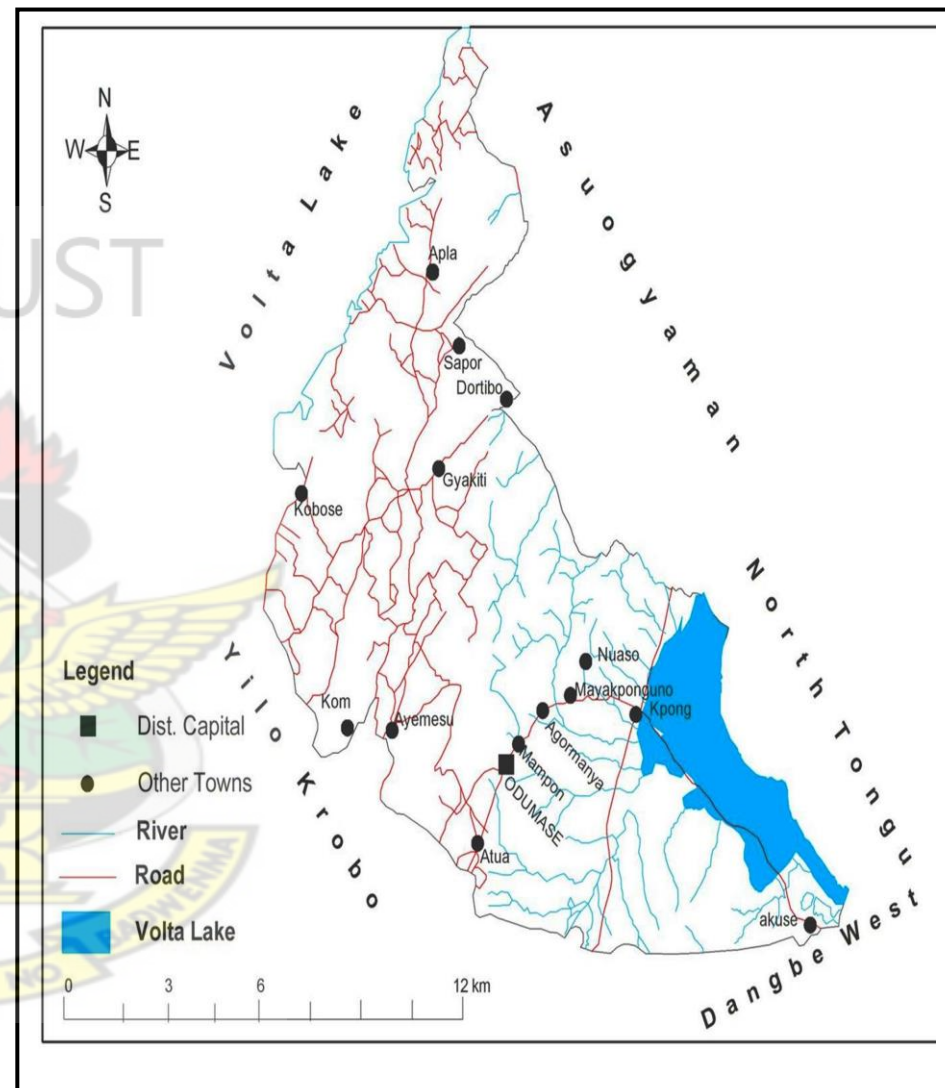 N
W E
S
UST
Volta Lake
Asuogyaman
North Tongu
Dangbe West
Yilo Krobo
Apla
Sapor
Dortibo
Gyakiti
Kobose
Nuaso
Mayakponguno
Kpong
Agormanya
Mampon
ODUMASE
Kom
Ayemesu
Atua
akuse
Legend
Dist. Capital
Other Towns
River
Road
Volta Lake
0 3 6 12 km
NO